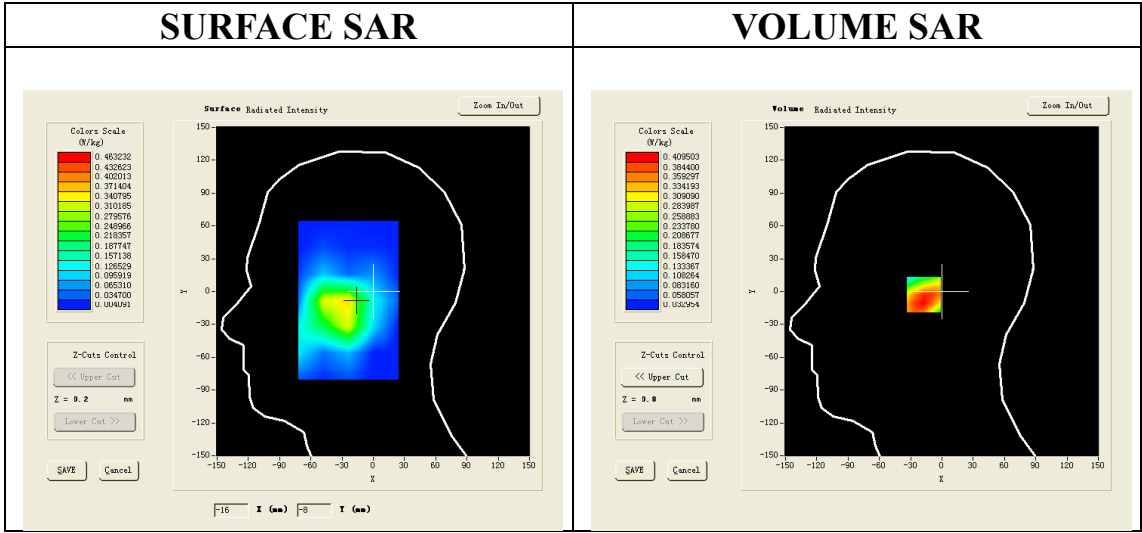 SURFACE SAR
VOLUME SAR
Surface Radiated Intensity
Zoom In/Out
Colors Scale
(W/kg)
0.463232
0.432623
0.402013
0.371404
0.340795
0.310185
0.279576
0.248966
0.218357
0.187747
0.157138
0.126529
0.095919
0.065310
0.034700
0.004091
150
120
90
60
30
0
-30
-60
-90
-120
-150
Y
-150 -120 -90 -60 -30 0 30 60 90 120 150
X
Z-Cuts Control
<< Upper Cut
Z = 0.2 mm
Lower Cut >>
SAVE Cancel
-16 X (mm) -8 Y (mm)
Volume Radiated Intensity
Zoom In/Out
Colors Scale
(W/kg)
0.409503
0.384400
0.359297
0.334193
0.309090
0.283987
0.258883
0.233780
0.208677
0.183574
0.158470
0.133367
0.108264
0.083160
0.058057
0.032954
150
120
90
60
30
0
-30
-60
-90
-120
-150
Y
-150 -120 -90 -60 -30 0 30 60 90 120 150
X
Z-Cuts Control
<< Upper Cut
Z = 0.8 mm
Lower Cut >>
SAVE Cancel